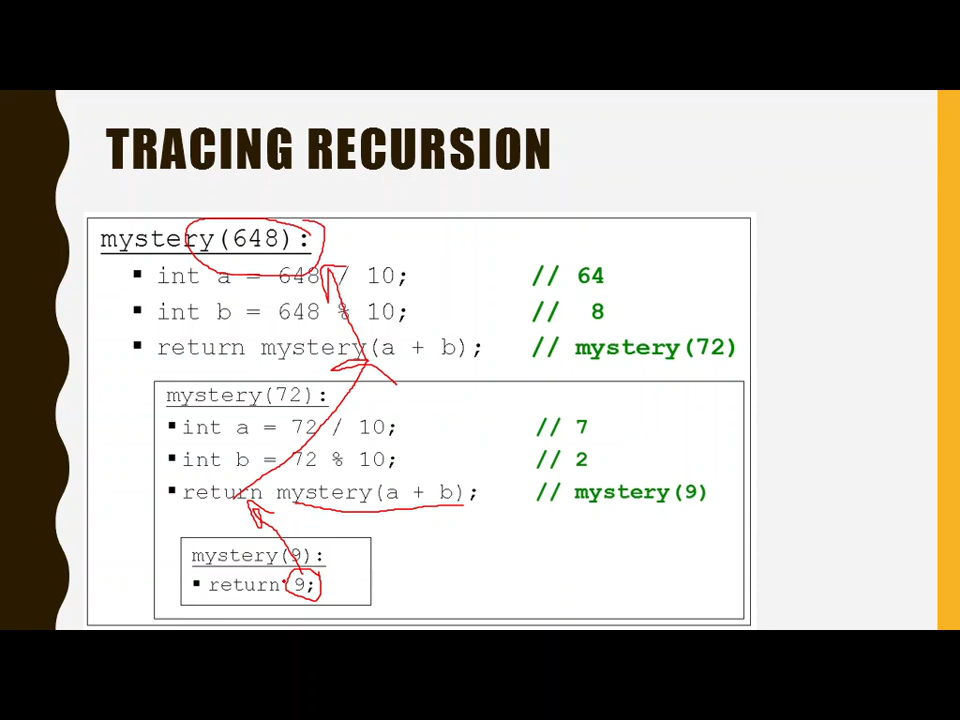 TRACING RECURSION
mystery(648):
▪ int a = 648 / 10; // 64
▪ int b = 648 % 10; // 8
▪ return mystery(a + b); // mystery(72)
mystery(72):
▪ int a = 72 / 10; // 7
▪ int b = 72 % 10; // 2
▪ return mystery(a + b); // mystery(9)
mystery(9):
▪ return 9;